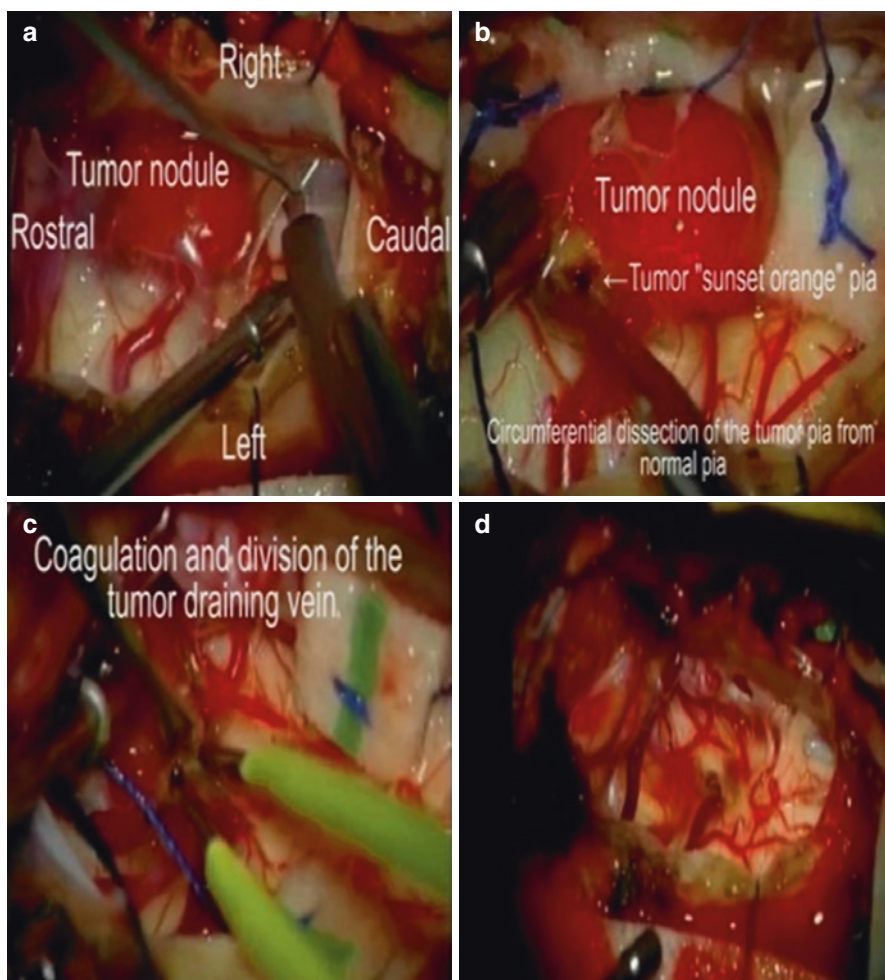 a
Right
Tumor nodule
Rostral
Caudal
Left
b
Tumor nodule
←Tumor "sunset orange" pia
Circumferential dissection of the tumor pia from
normal pia
c
Coagulation and division of the
tumor draining vein.
d